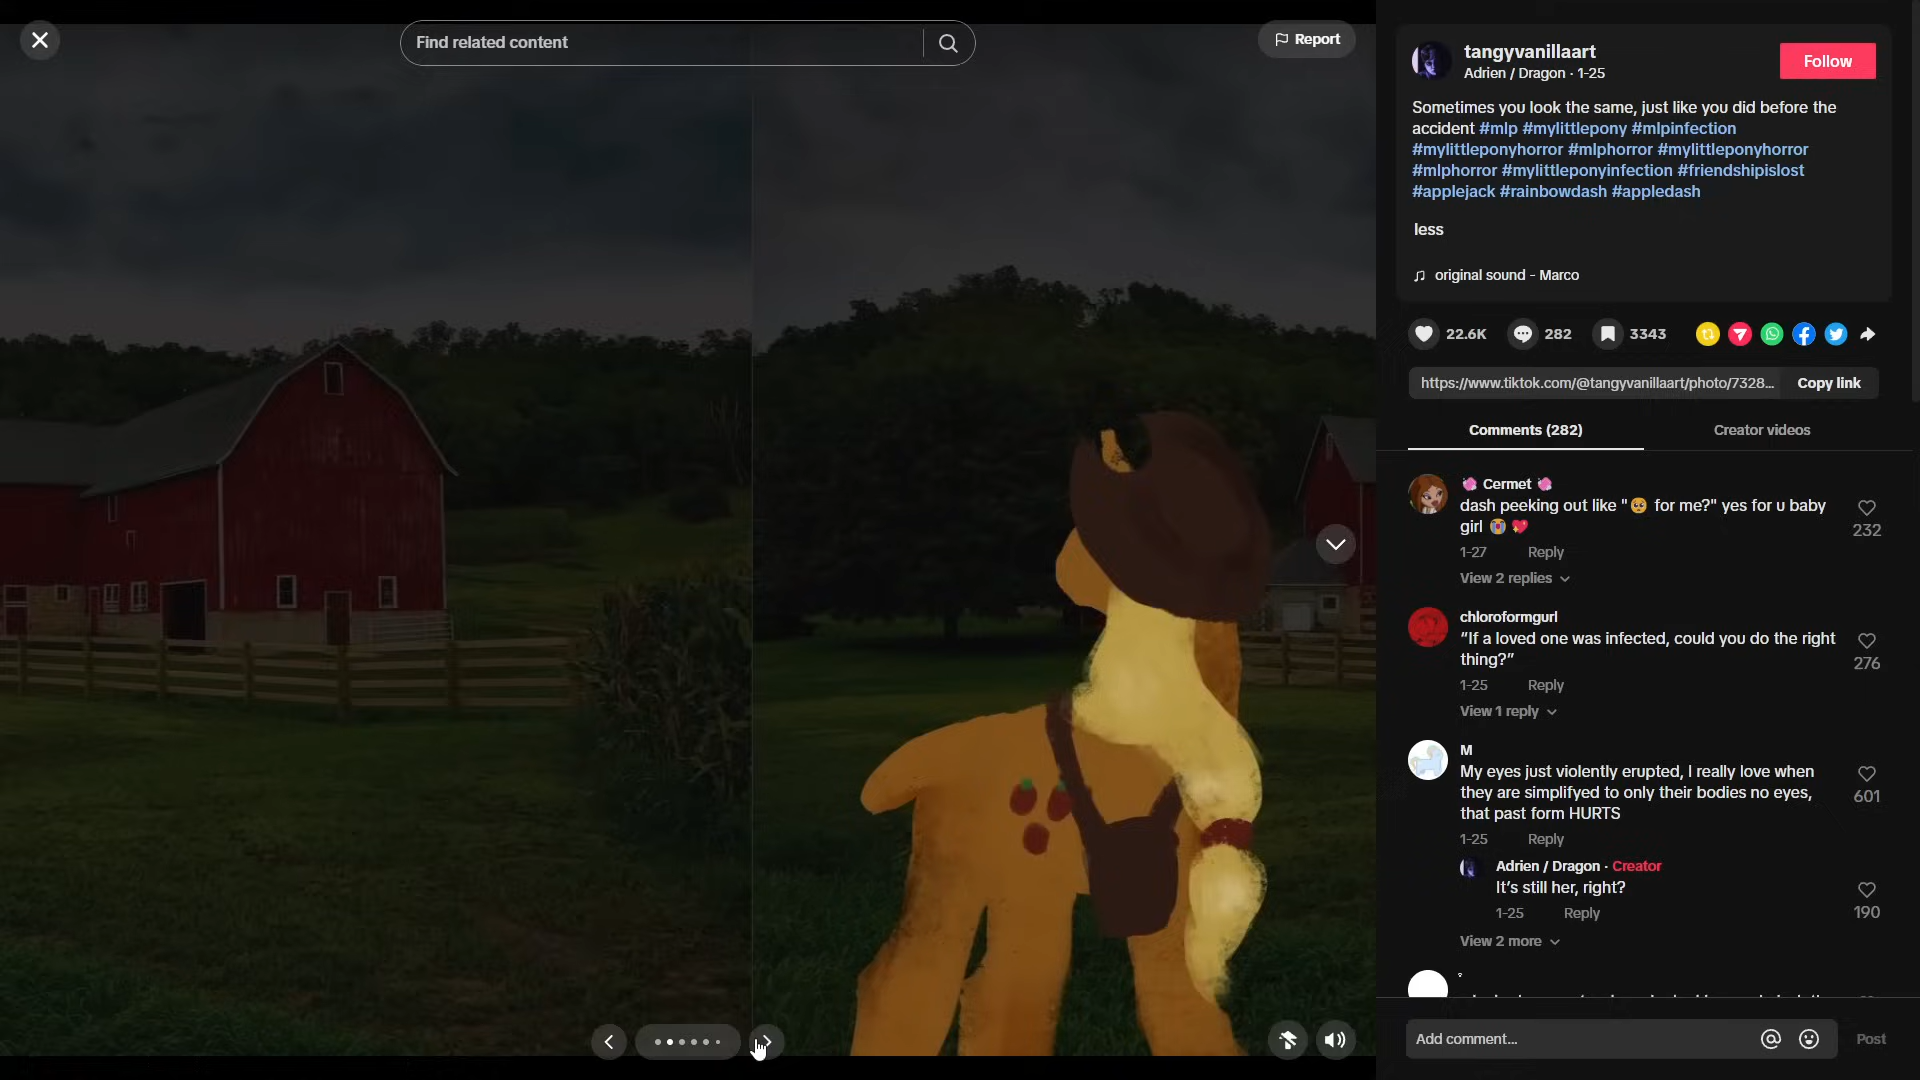 Find related content
Report
tangyvanillaart
Adrien / Dragon · 1-25
Follow
Sometimes you look the same, just like you did before the
accident #mlp #mylittlepony #mlpinfection
#mylittleponyhorror #mlphorror #mylittleponyhorror
#mlphorror #mylittleponyinfection #friendshipislost
#applejack #rainbowdash #appledash
less
original sound - Marco
22.6K
282
3343
https://www.tiktok.com/@tangyvanillaart/photo/7328...
Copy link
Comments (282)
Creator videos
Cermet
dash peeking out like "🥺 for me?" yes for u baby
girl 😭 💖
232
1-27
Reply
View 2 replies
chloroformgurl
“If a loved one was infected, could you do the right
thing?”
276
1-25
Reply
View 1 reply
M
My eyes just violently erupted, I really love when
they are simplifyed to only their bodies no eyes,
that past form HURTS
601
1-25
Reply
Adrien / Dragon · Creator
It’s still her, right?
190
1-25
Reply
View 2 more
Add comment...
Post